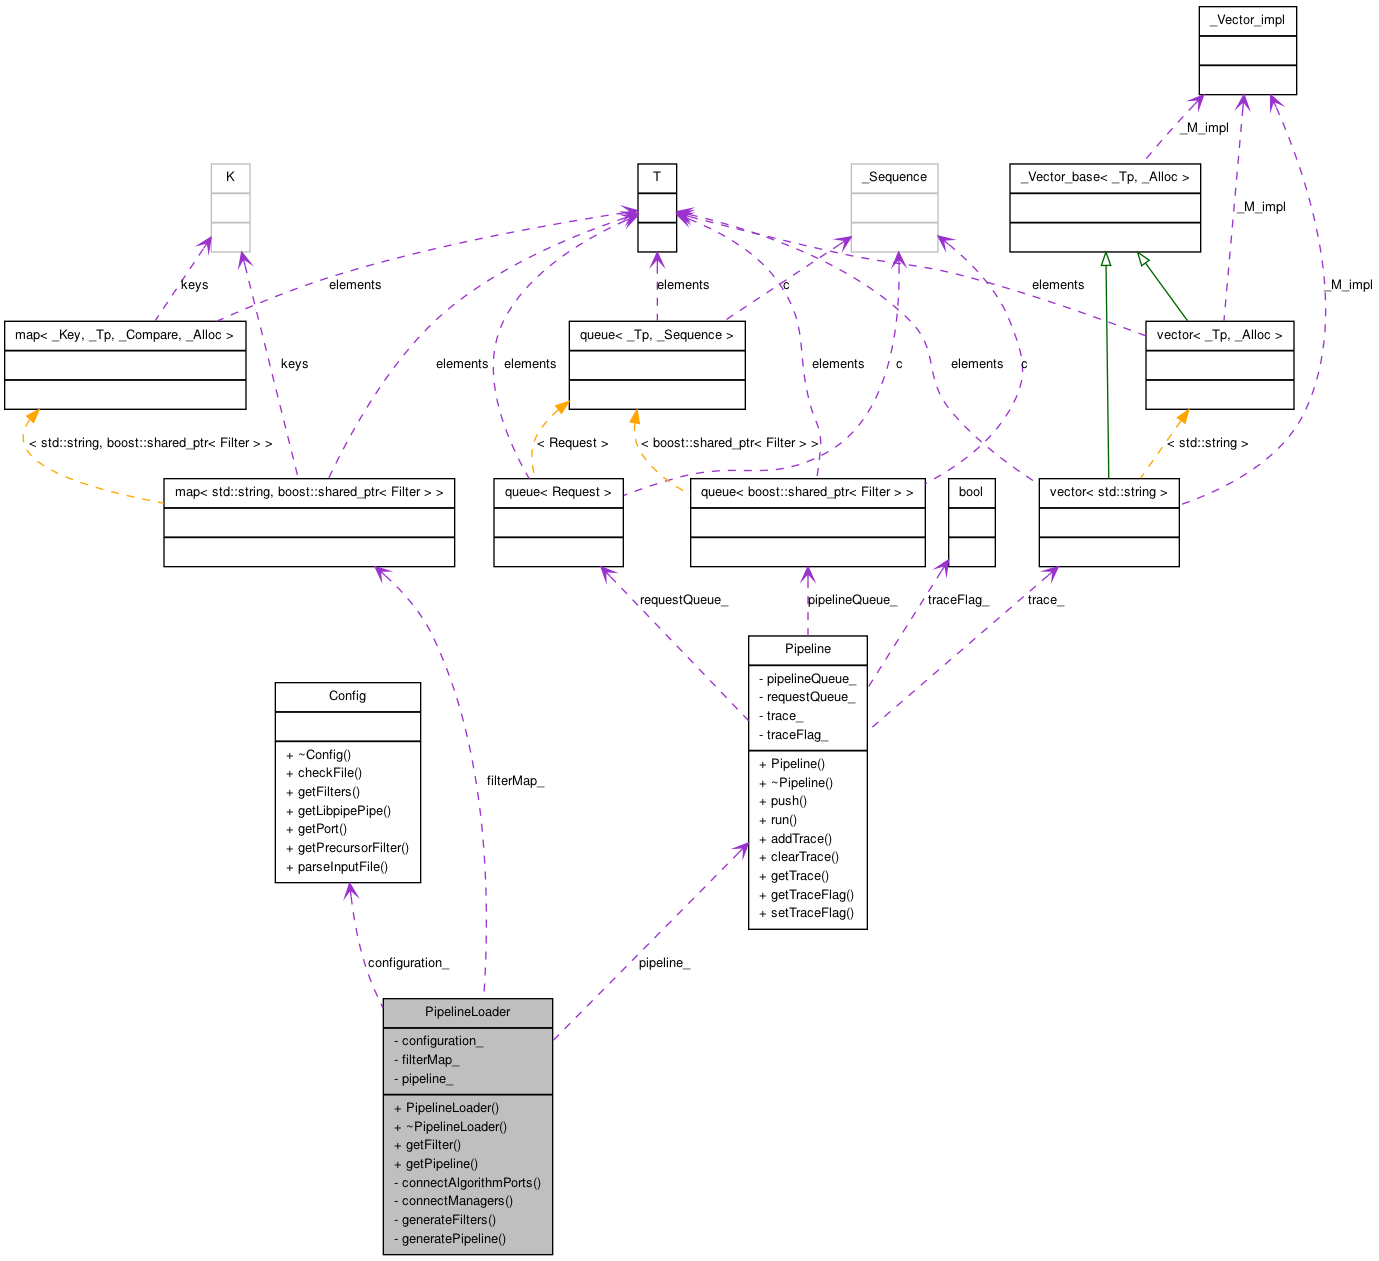 _Vector_impl
_M_impl
K
T
_Sequence
_Vector_base< _Tp, _Alloc >
_M_impl
keys
elements
elements
c
elements
_M_impl
map< _Key, _Tp, _Compare, _Alloc >
queue< _Tp, _Sequence >
vector< _Tp, _Alloc >
keys
elements
elements
elements
c
elements
c
< std::string, boost::shared_ptr< Filter > >
< Request >
< boost::shared_ptr< Filter > >
< std::string >
map< std::string, boost::shared_ptr< Filter > >
queue< Request >
queue< boost::shared_ptr< Filter > >
bool
vector< std::string >
requestQueue_
pipelineQueue_
traceFlag_
trace_
Pipeline
- pipelineQueue_
- requestQueue_
- trace_
- traceFlag_
+ Pipeline()
+ ~Pipeline()
+ push()
+ run()
+ addTrace()
+ clearTrace()
+ getTrace()
+ getTraceFlag()
+ setTraceFlag()
Config
+ ~Config()
+ checkFile()
+ getFilters()
+ getLibpipePipe()
+ getPort()
+ getPrecursorFilter()
+ parseInputFile()
filterMap_
configuration_
pipeline_
PipelineLoader
- configuration_
- filterMap_
- pipeline_
+ PipelineLoader()
+ ~PipelineLoader()
+ getFilter()
+ getPipeline()
- connectAlgorithmPorts()
- connectManagers()
- generateFilters()
- generatePipeline()